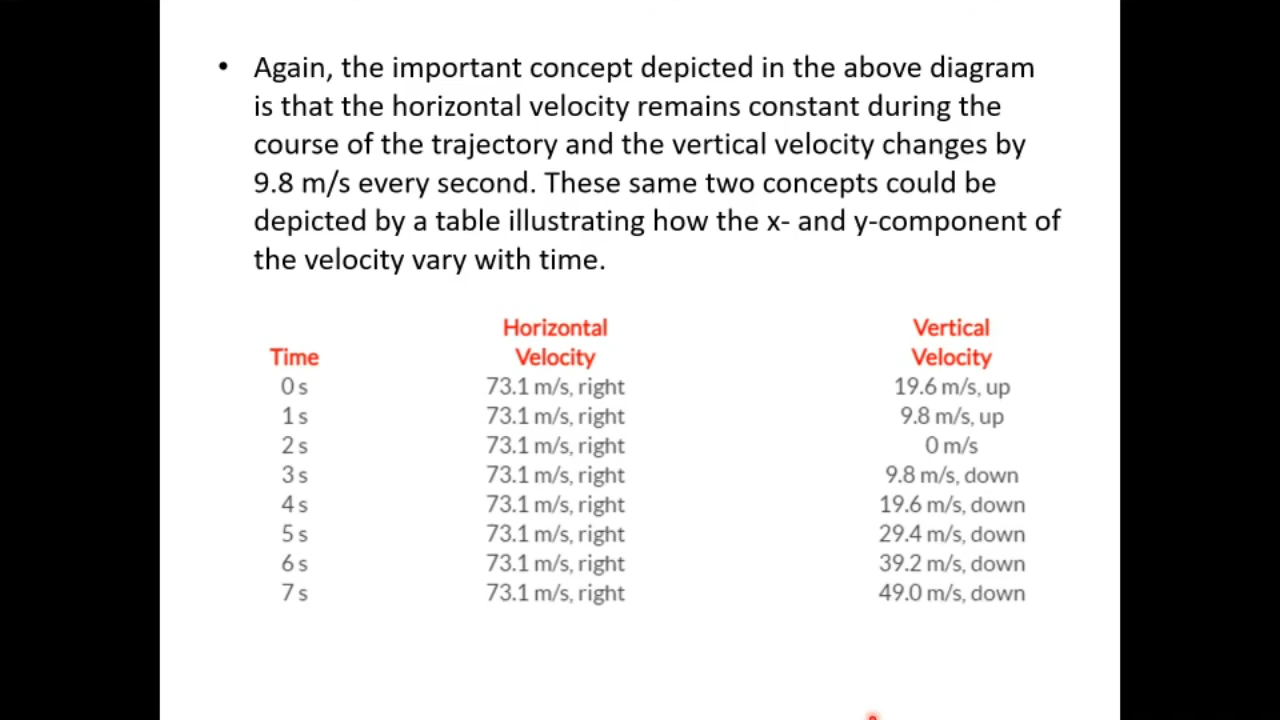 • Again, the important concept depicted in the above diagram
is that the horizontal velocity remains constant during the
course of the trajectory and the vertical velocity changes by
9.8 m/s every second. These same two concepts could be
depicted by a table illustrating how the x- and y-component of
the velocity vary with time.
Time Horizontal Velocity Vertical Velocity
0 s 73.1 m/s, right 19.6 m/s, up
1 s 73.1 m/s, right 9.8 m/s, up
2 s 73.1 m/s, right 0 m/s
3 s 73.1 m/s, right 9.8 m/s, down
4 s 73.1 m/s, right 19.6 m/s, down
5 s 73.1 m/s, right 29.4 m/s, down
6 s 73.1 m/s, right 39.2 m/s, down
7 s 73.1 m/s, right 49.0 m/s, down